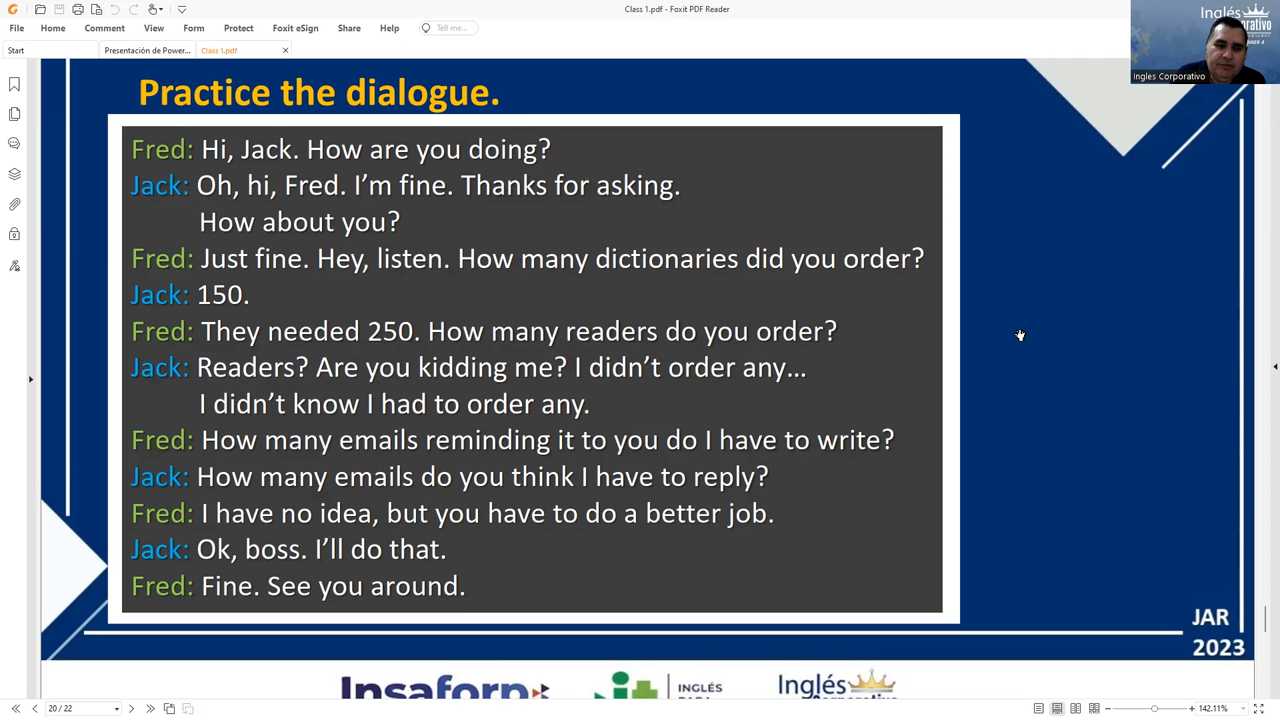 Class 1.pdf - Foxit PDF Reader
File Home Comment View Form Protect Foxit eSign Share Help Tell me...
Start Presentación de Power... Class 1.pdf
Inglés
Ingles Corporativo
Practice the dialogue.
Fred: Hi, Jack. How are you doing?
Jack: Oh, hi, Fred. I’m fine. Thanks for asking.
How about you?
Fred: Just fine. Hey, listen. How many dictionaries did you order?
Jack: 150.
Fred: They needed 250. How many readers do you order?
Jack: Readers? Are you kidding me? I didn’t order any…
I didn’t know I had to order any.
Fred: How many emails reminding it to you do I have to write?
Jack: How many emails do you think I have to reply?
Fred: I have no idea, but you have to do a better job.
Jack: Ok, boss. I’ll do that.
Fred: Fine. See you around.
JAR
2023
Insaforp
INGLÉS
Inglés
20 / 22
142.11%